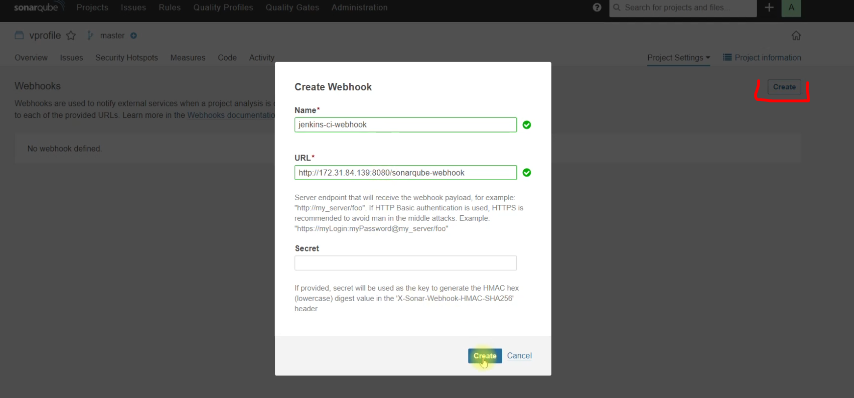 sonarqube Projects Issues Rules Quality Profiles Quality Gates Administration ? Search for projects and files. + A
vprofile master
Overview Issues Security Hotspots Measures Code Activity Project Settings Project Information
Webhooks Create
Webhooks are used to notify external services when a project analysis is
to each of the provided URLs. Learn more in the Webhooks documentatio
No webhook defined.
Create Webhook
Name*
jenkins-ci-webhook
URL*
http://172.31.84.139:8080/sonarqube-webhook
Server endpoint that will receive the webhook payload, for example:
"http://my_server/foo". If HTTP Basic authentication is used, HTTPS is
recommended to avoid man in the middle attacks. Example:
"https://myLogin:myPassword@my_server/foo"
Secret
If provided, secret will be used as the key to generate the HMAC hex
(lowercase) digest value in the 'X-Sonar-Webhook-HMAC-SHA256'
header
Create Cancel